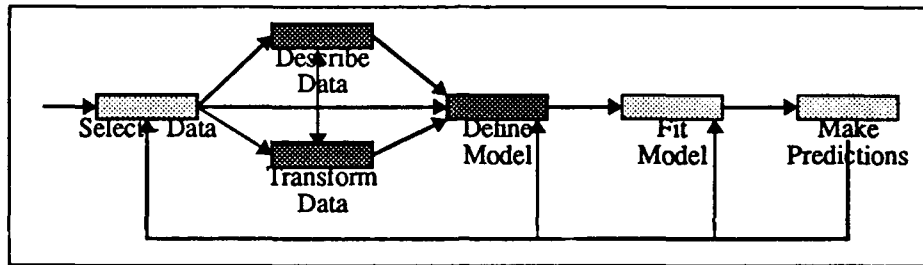 Describe
Data
Select Data
Transform
Data
Define
Model
Fit
Model
Make
Predictions